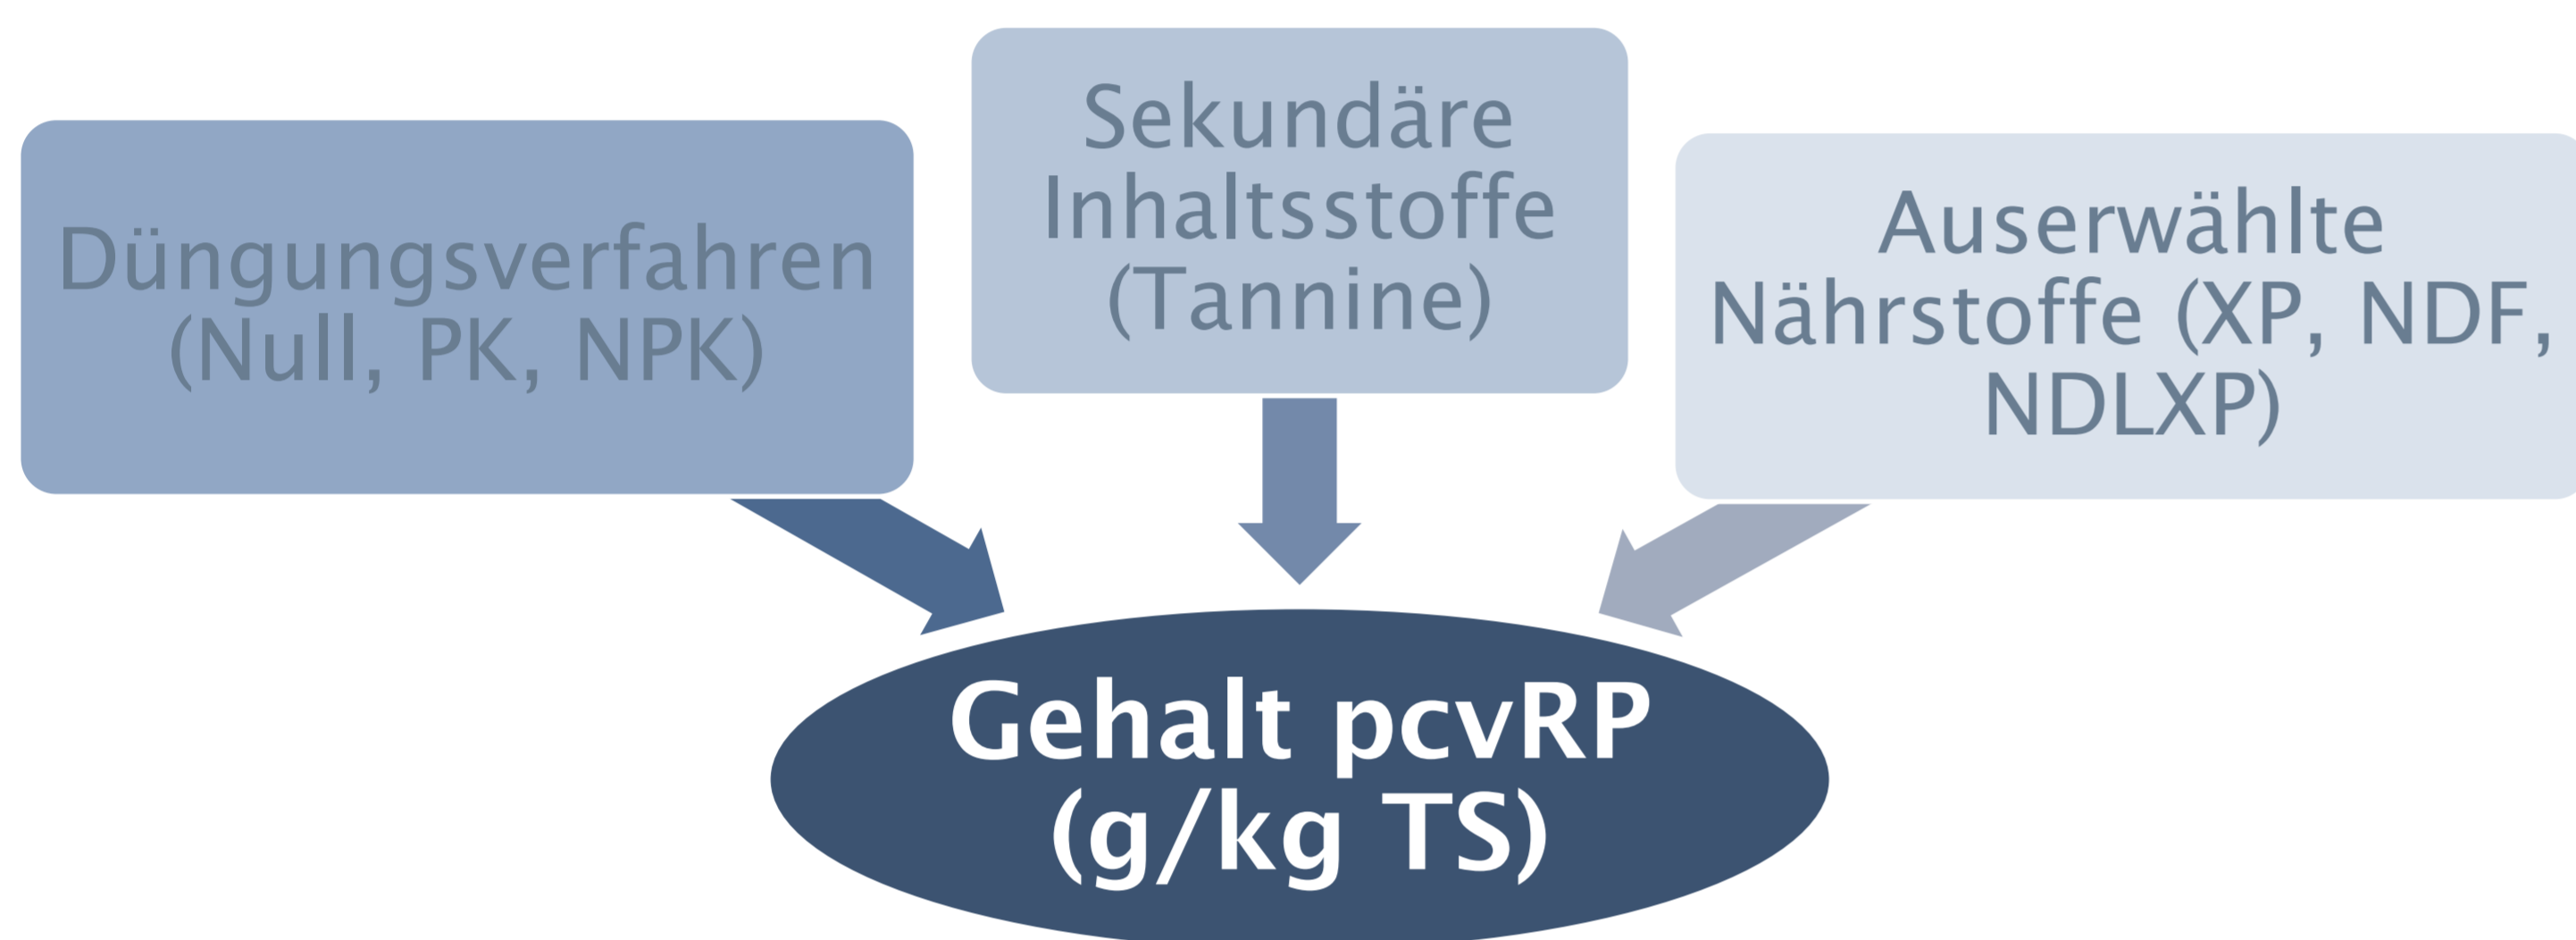 Düngungsverfahren
(Null, PK, NPK)
Sekundäre
Inhaltsstoffe
(Tannine)
Auserwählte
Nährstoffe (XP, NDF,
NDLXP)
Gehalt pcvRP
(g/kg TS)